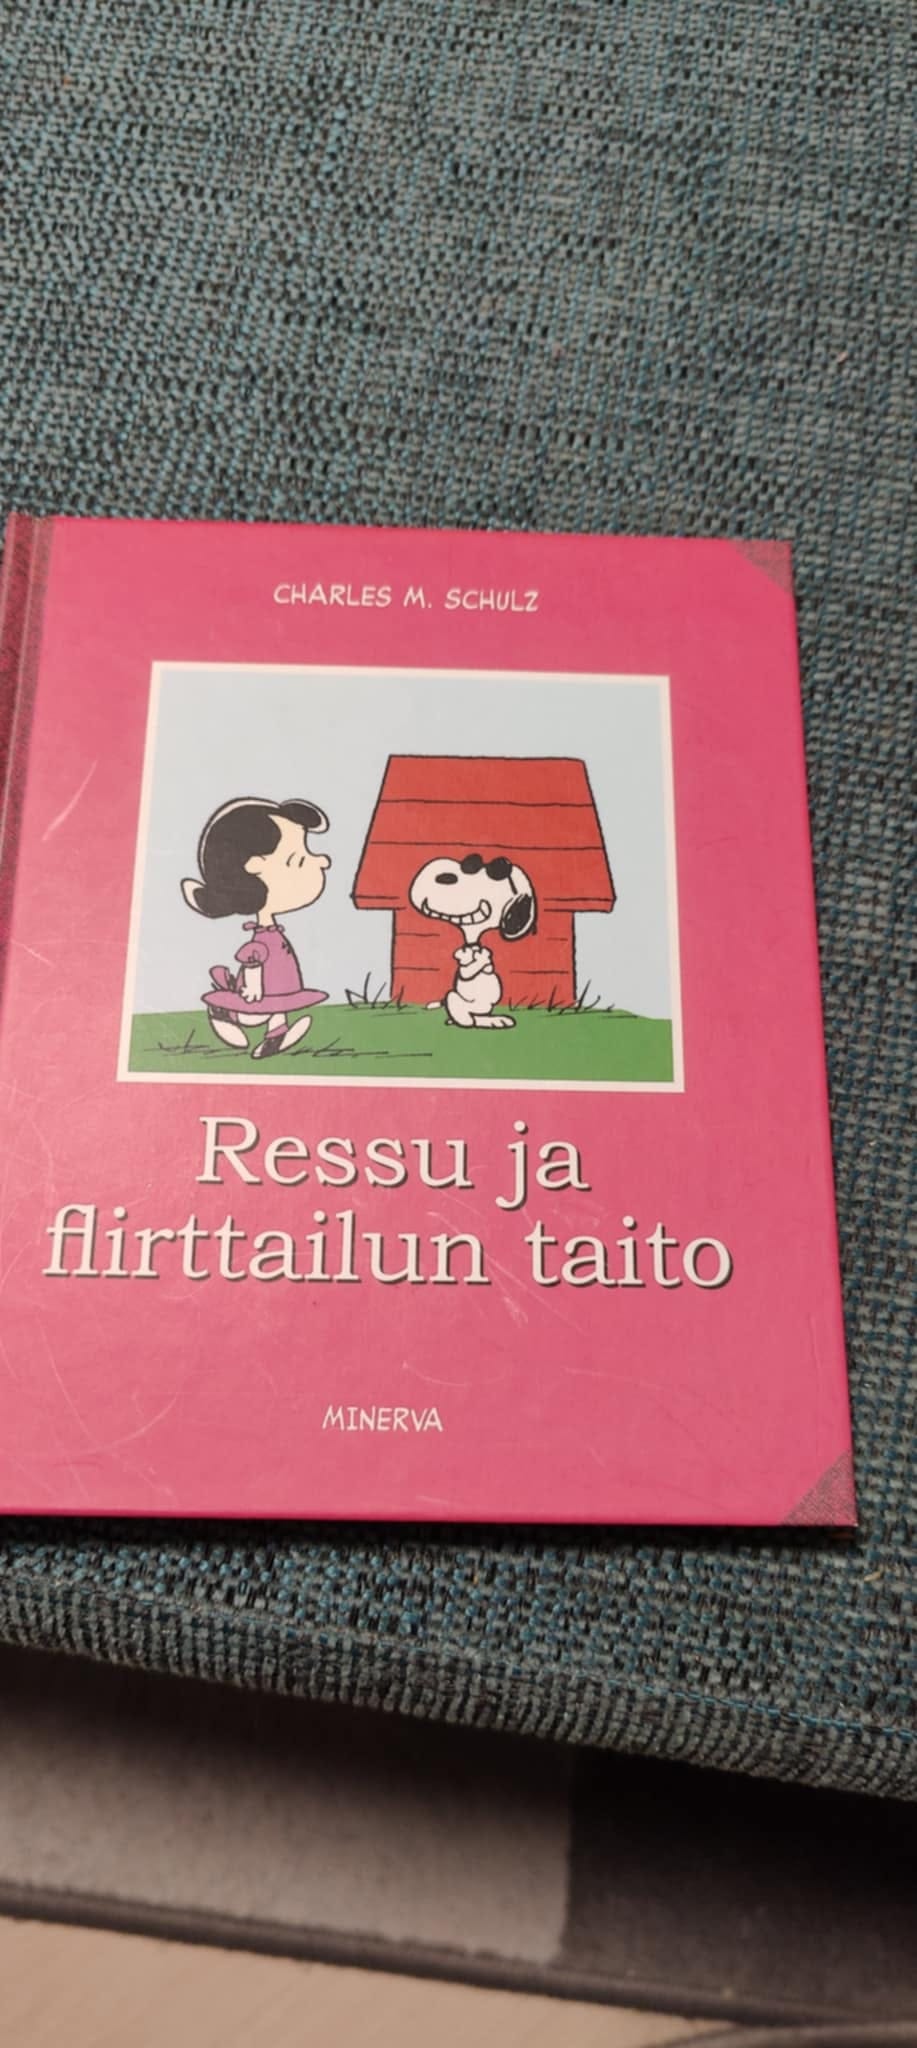 CHARLES M. SCHULZ
Ressu ja
flirttailun taito
MINERVA